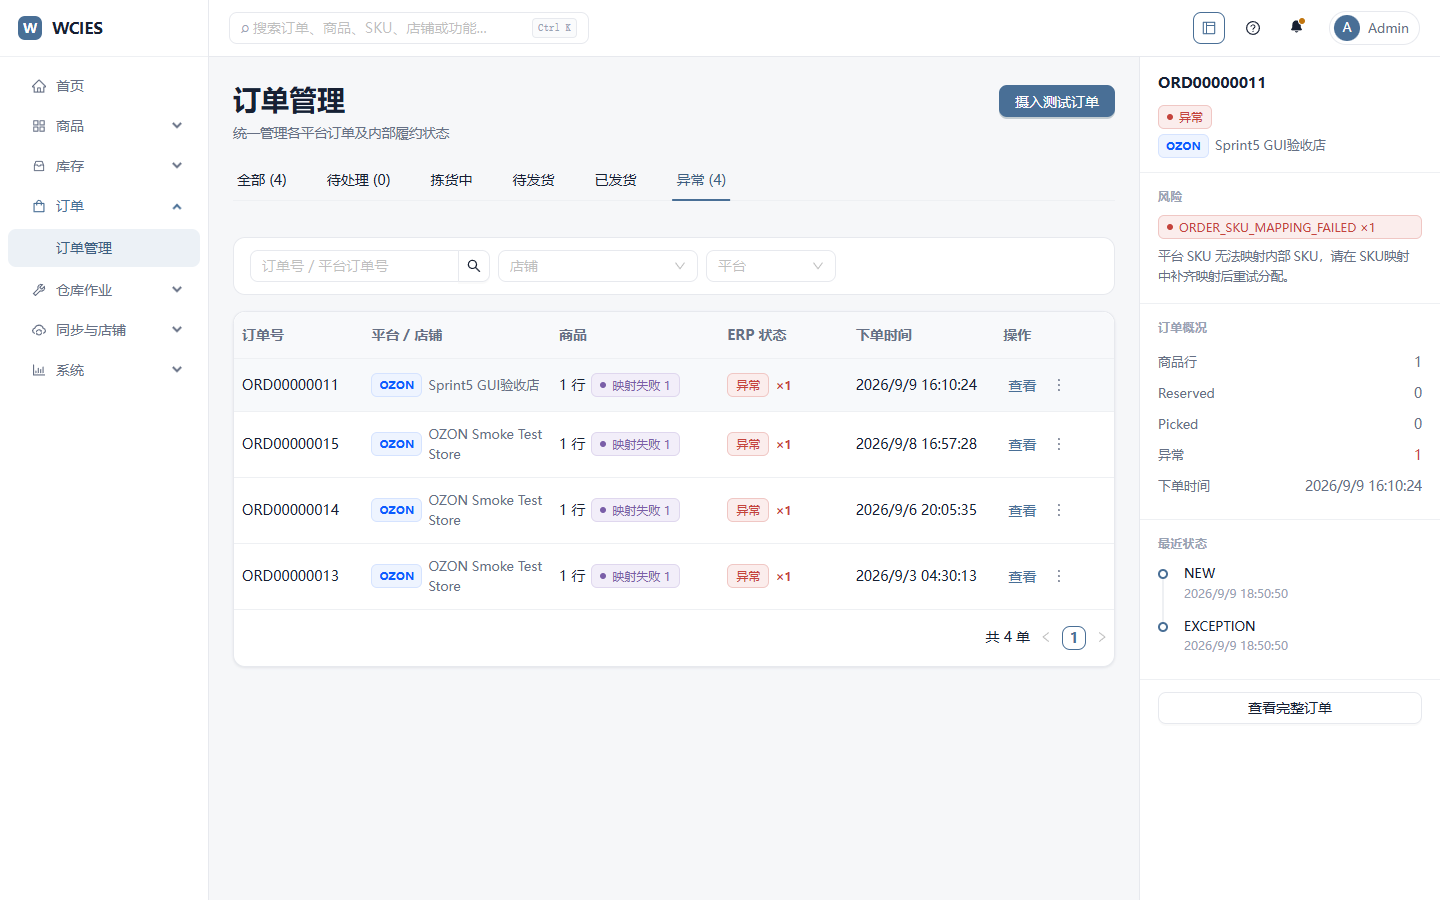 W WCIES
搜索订单、商品、SKU、店铺或功能... Ctrl K
A Admin
首页
商品
库存
订单
订单管理
仓库作业
同步与店铺
系统
订单管理
统一管理各平台订单及内部履约状态
摄入测试订单
全部 (4) 待处理 (0) 拣货中 待发货 已发货 异常 (4)
订单号 / 平台订单号 店铺 平台
订单号 平台 / 店铺 商品 ERP 状态 下单时间 操作
ORD00000011 OZON Sprint5 GUI验收店 1 行 映射失败 1 异常 ×1 2026/9/9 16:10:24 查看
ORD00000015 OZON OZON Smoke Test Store 1 行 映射失败 1 异常 ×1 2026/9/8 16:57:28 查看
ORD00000014 OZON OZON Smoke Test Store 1 行 映射失败 1 异常 ×1 2026/9/6 20:05:35 查看
ORD00000013 OZON OZON Smoke Test Store 1 行 映射失败 1 异常 ×1 2026/9/3 04:30:13 查看
共 4 单 1
ORD00000011
异常
OZON Sprint5 GUI验收店
风险
ORDER_SKU_MAPPING_FAILED ×1
平台 SKU 无法映射内部 SKU，请在 SKU映射
中补齐映射后重试分配。
订单概况
商品行 1
Reserved 0
Picked 0
异常 1
下单时间 2026/9/9 16:10:24
最近状态
NEW
2026/9/9 18:50:50
EXCEPTION
2026/9/9 18:50:50
查看完整订单